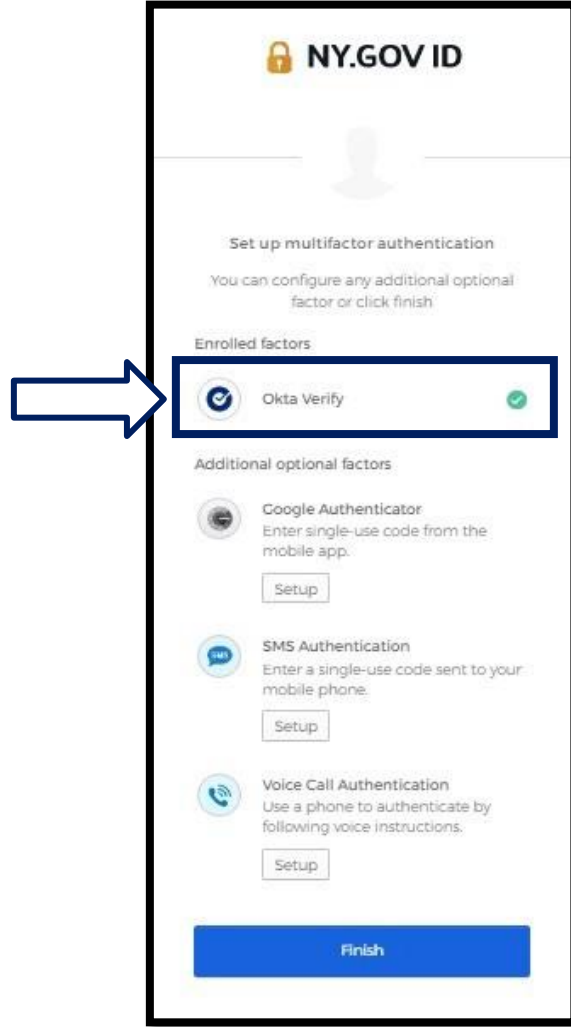 NY.GOV ID
Set up multifactor authentication
You can configure any additional optional
factor or click finish
Enrolled factors
Okta Verify
Additional optional factors
Google Authenticator
Enter single-use code from the
mobile app.
Setup
SMS Authentication
SMS
Enter a single-use code sent to your
mobile phone.
Setup
Voice Call Authentication
Use a phone to authenticate by
following voice instructions.
Setup
Finish